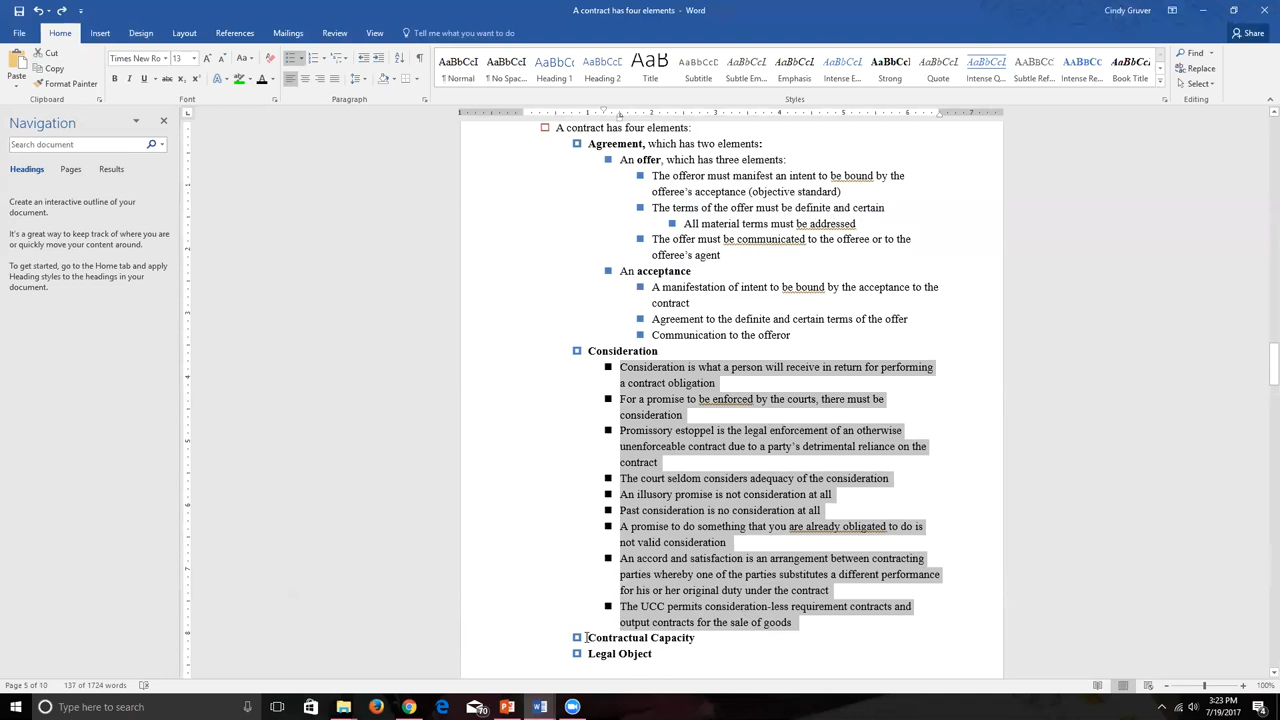 A contract has four elements - Word
Cindy Gruver
File Home Insert Design Layout References Mailings Review View Tell me what you want to do
Share
Cut
Copy
Format Painter
Paste
Times New Ro 13
AaBbCcI AaBbCcI AaBbCc AaBbCcD AaB AaBbCcD AaBbCcI AaBbCcI AaBbCcI AaBbCc AaBbCcI AaBbCcI AaBbCcD AaBbCc AaBbCc
¶ Normal ¶ No Spac... Heading 1 Heading 2 Title Subtitle Subtle Em... Emphasis Intense E... Strong Quote Intense Q... Subtle Ref... Intense Re... Book Title
Find
Replace
Select
Clipboard Font Paragraph Styles Editing
Navigation
Search document
Headings Pages Results
Create an interactive outline of your
document.
It's a great way to keep track of where you are
or quickly move your content around.
To get started, go to the Home tab and apply
Heading styles to the headings in your
document.
A contract has four elements:
Agreement, which has two elements:
An offer, which has three elements:
The offeror must manifest an intent to be bound by the
offeree's acceptance (objective standard)
The terms of the offer must be definite and certain
All material terms must be addressed
The offer must be communicated to the offeree or to the
offeree's agent
An acceptance
A manifestation of intent to be bound by the acceptance to the
contract
Agreement to the definite and certain terms of the offer
Communication to the offeror
Consideration
Consideration is what a person will receive in return for performing
a contract obligation
For a promise to be enforced by the courts, there must be
consideration
Promissory estoppel is the legal enforcement of an otherwise
unenforceable contract due to a party's detrimental reliance on the
contract
The court seldom considers adequacy of the consideration
An illusory promise is not consideration at all
Past consideration is no consideration at all
A promise to do something that you are already obligated to do is
not valid consideration
An accord and satisfaction is an arrangement between contracting
parties whereby one of the parties substitutes a different performance
for his or her original duty under the contract
The UCC permits consideration-less requirement contracts and
output contracts for the sale of goods
Contractual Capacity
Legal Object
Page 5 of 10 137 of 1724 words
100%
Ask me anything
70
3:23 PM
7/19/2017